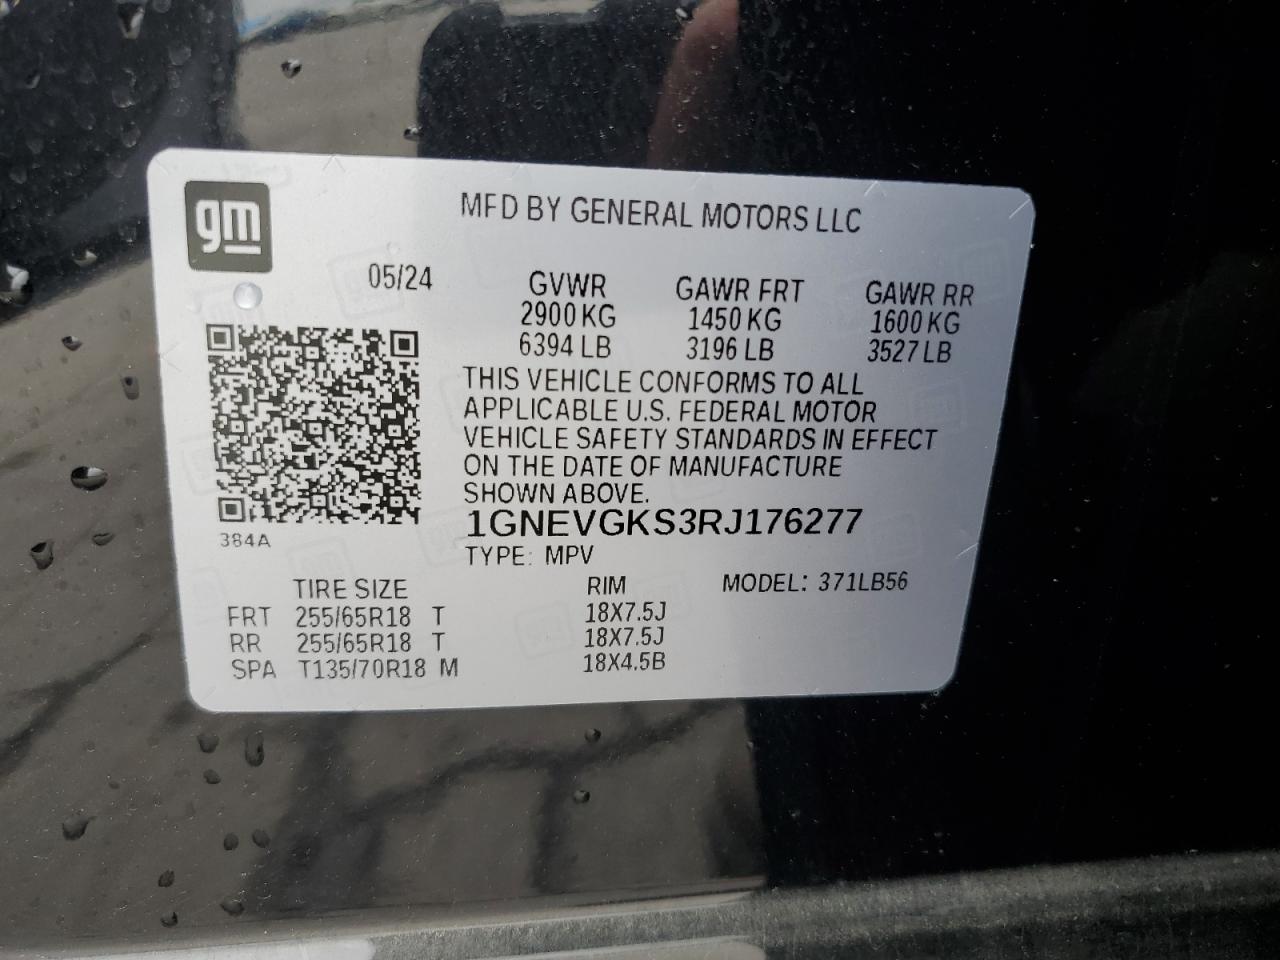 gm
MFD BY GENERAL MOTORS LLC
05/24
GVWR GAWR FRT GAWR RR
2900 KG 1450 KG 1600 KG
6394 LB 3196 LB 3527 LB
THIS VEHICLE CONFORMS TO ALL
APPLICABLE U.S. FEDERAL MOTOR
VEHICLE SAFETY STANDARDS IN EFFECT
ON THE DATE OF MANUFACTURE
SHOWN ABOVE.
1GNEVGKS3RJ176277
384A
TYPE: MPV
TIRE SIZE RIM MODEL: 371LB56
FRT 255/65R18 T 18X7.5J
RR 255/65R18 T 18X7.5J
SPA T135/70R18 M 18X4.5B